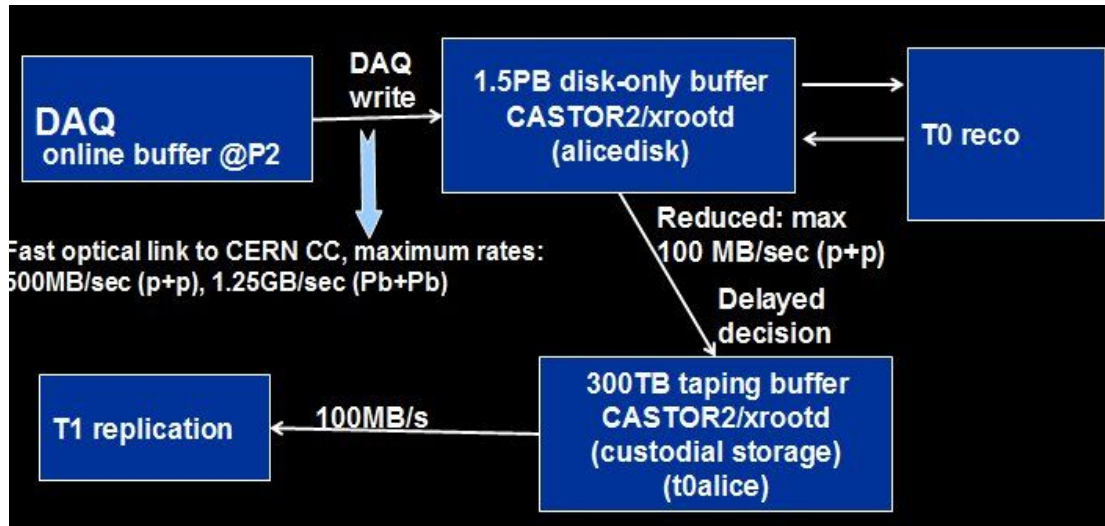 DAQ
online buffer @P2
DAQ
write
1.5PB disk-only buffer
CASTOR2/xrootd
(alicedisk)
T0 reco
Fast optical link to CERN CC, maximum rates:
500MB/sec (p+p), 1.25GB/sec (Pb+Pb)
Reduced: max
100 MB/sec (p+p)
Delayed
decision
300TB taping buffer
CASTOR2/xrootd
(custodial storage)
(t0alice)
100MB/s
T1 replication